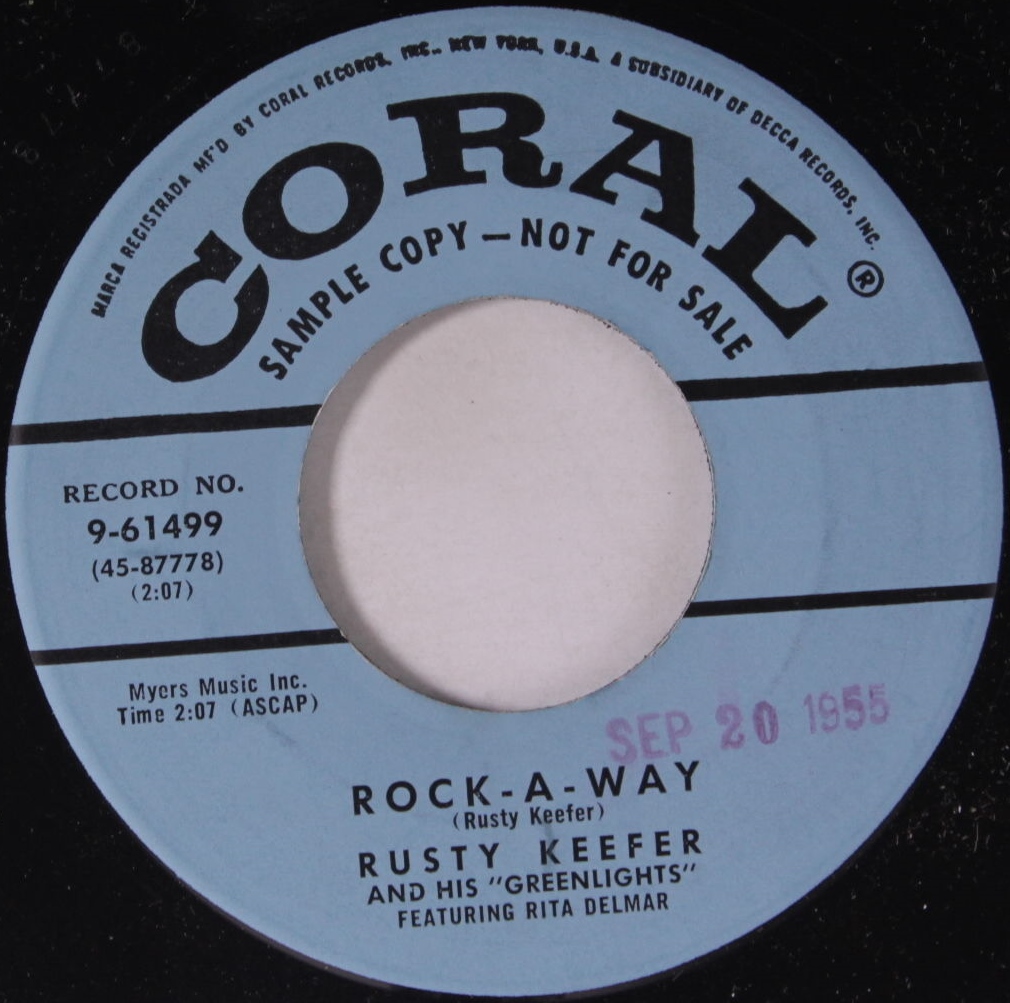 MARCA REGISTRADA MF'D BY CORAL RECORDS, INC., NEW YORK, U.S.A. A SUBSIDIARY OF DECCA RECORDS, INC.
CORAL ®
SAMPLE COPY — NOT FOR SALE
RECORD NO.
9-61499
(45-87778)
(2:07)
Myers Music Inc.
Time 2:07 (ASCAP)
SEP 20 1955
ROCK-A-WAY
(Rusty Keefer)
RUSTY KEEFER
AND HIS "GREENLIGHTS"
FEATURING RITA DELMAR